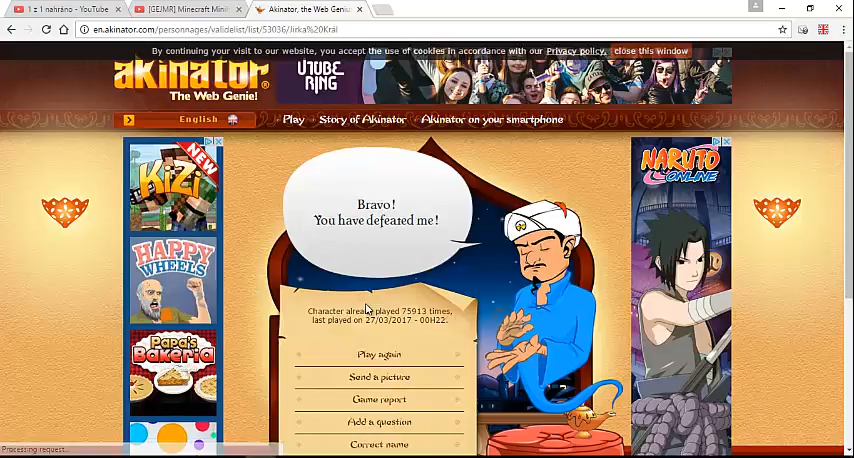 1 z 1 nahráno - YouTube
[GEJMR] Minecraft Mini
Akinator, the Web Genie
en.akinator.com/personnages/validelist/list/53036/Jirka%20Král
By continuing your visit to our website, you accept the use of cookies in accordance with our Privacy policy. close this window
akinator®
The Web Genie!
UTUBE
RING
English
Play
Story of Akinator
Akinator on your smartphone
NEW
KIZI
HAPPY
WHEELS
PAPA'S
BAKERIA
NARUTO
ONLINE
Bravo!
You have defeated me!
Character already played 75913 times,
last played on 27/03/2017 - 00H22.
Play again
Send a picture
Game report
Add a question
Correct name
Processing request...